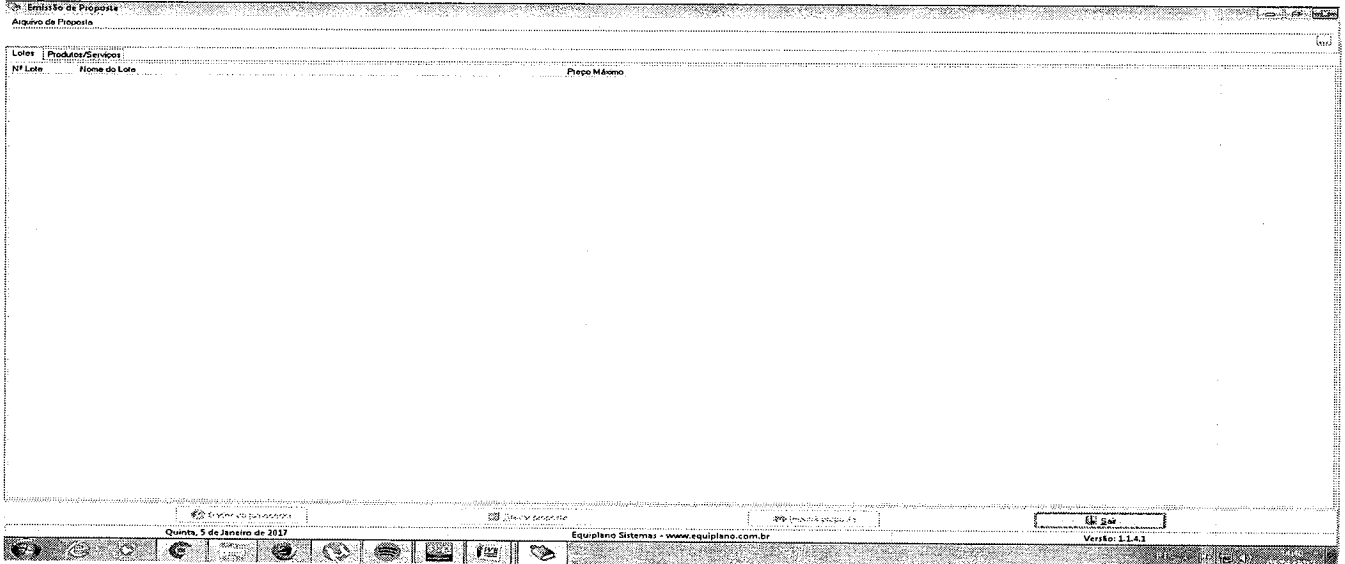 Emissão de Proposta
Arquivo de Proposta
Lotes Produtos/Serviços
Nº Lote Nome do Lote Preço Máximo
Sair
Quinta, 5 de Janeiro de 2017 Equiplano Sistemas - www.equiplano.com.br Versão: 1.1.4.1